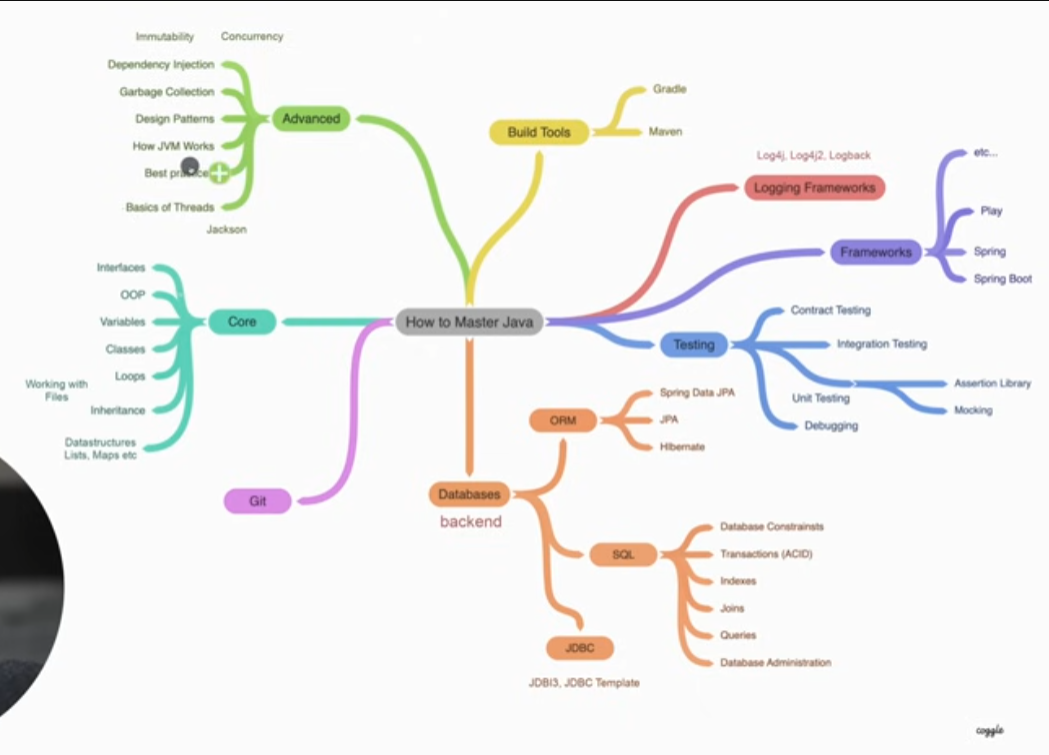 Immutability
Concurrency
Dependency Injection
Garbage Collection
Design Patterns
How JVM Works
Best practice
Basics of Threads
Jackson
Advanced
Build Tools
Gradle
Maven
Log4j, Log4j2, Logback
Logging Frameworks
etc...
Play
Frameworks
Spring
Spring Boot
Interfaces
OOP
Variables
Classes
Loops
Working with
Files
Inheritance
Datastructures
Lists, Maps etc
Core
How to Master Java
Testing
Contract Testing
Integration Testing
Unit Testing
Assertion Library
Mocking
Debugging
ORM
Spring Data JPA
JPA
HIbernate
Git
Databases
backend
SQL
Database Constrainsts
Transactions (ACID)
Indexes
Joins
Queries
Database Administration
JDBC
JDBI3, JDBC Template
coggle